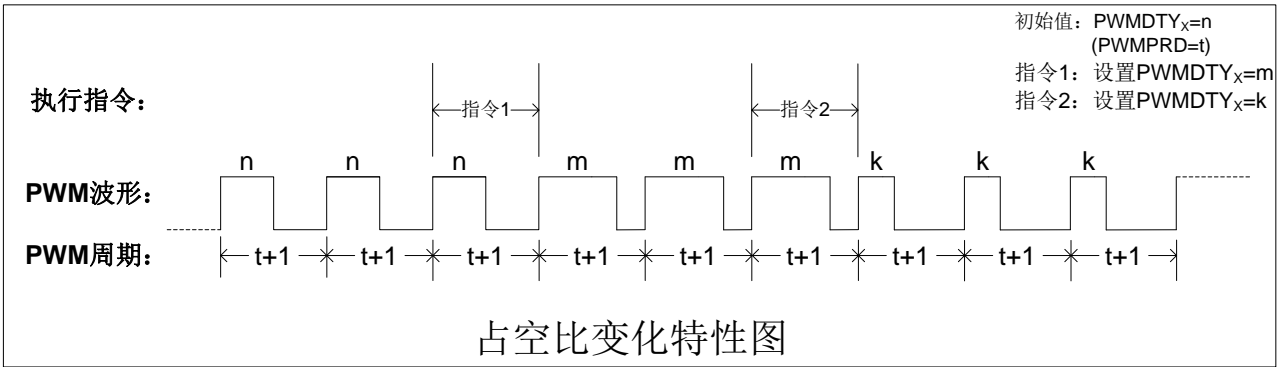 初始值：PWMDTYX=n
(PWMPRD=t)
指令1：设置PWMDTYX=m
指令2：设置PWMDTYX=k
执行指令：
指令1
指令2
n n n m m m k k k
PWM波形：
PWM周期：
t+1 t+1 t+1 t+1 t+1 t+1 t+1 t+1 t+1
占空比变化特性图